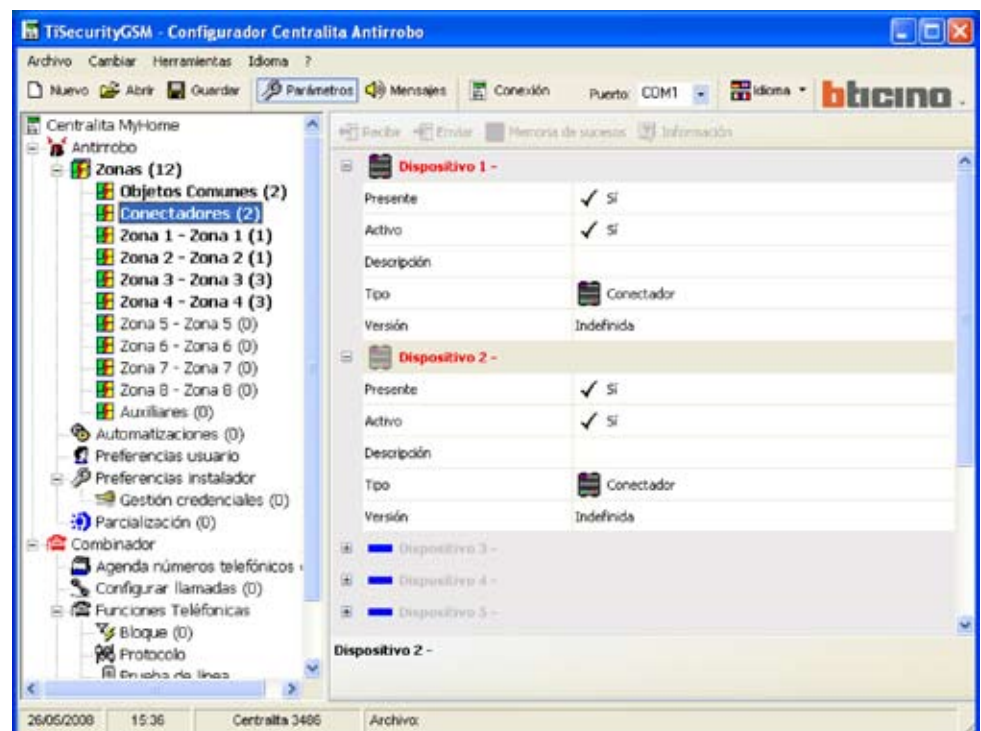 TiSecurityGSM - Configurador Centralita Antirrobo
Archivo Cambiar Herramientas Idioma ?
Nuevo Abrir Guardar Parámetros Mensajes Conexión Puerto: COM1 idioma bticino
Centralita MyHome
Antirrobo
Zonas (12)
Objetos Comunes (2)
Conectadores (2)
Zona 1 - Zona 1 (1)
Zona 2 - Zona 2 (1)
Zona 3 - Zona 3 (3)
Zona 4 - Zona 4 (3)
Zona 5 - Zona 5 (0)
Zona 6 - Zona 6 (0)
Zona 7 - Zona 7 (0)
Zona 8 - Zona 8 (0)
Auxiliares (0)
Automatizaciones (0)
Preferencias usuario
Preferencias instalador
Gestión credenciales (0)
Parcialización (0)
Combinador
Agenda números telefónicos
Configurar llamadas (0)
Funciones Teléfonicas
Bloque (0)
Protocolo
Prueba de línea
Recibe Enviar Memoria de sucesos Información
Dispositivo 1 -
Presente Sí
Activo Sí
Descripción
Tipo Conectador
Versión Indefinida
Dispositivo 2 -
Presente Sí
Activo Sí
Descripción
Tipo Conectador
Versión Indefinida
Dispositivo 3 -
Dispositivo 4 -
Dispositivo 5 -
Dispositivo 2 -
26/05/2008 15:36 Centralita 3486 Archivo: